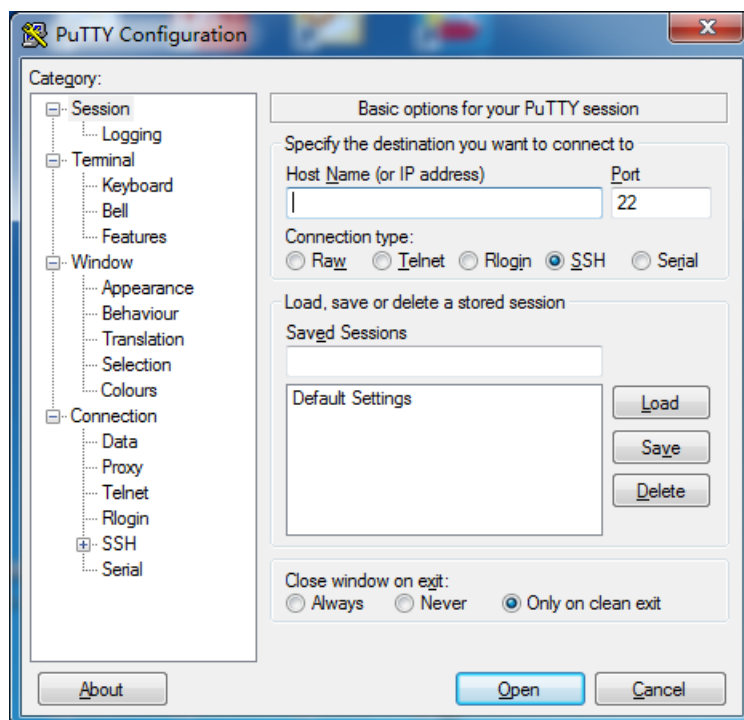 PuTTY Configuration
Category:
Session
Logging
Terminal
Keyboard
Bell
Features
Window
Appearance
Behaviour
Translation
Selection
Colours
Connection
Data
Proxy
Telnet
Rlogin
SSH
Serial
Basic options for your PuTTY session
Specify the destination you want to connect to
Host Name (or IP address) Port
22
Connection type:
Raw Telnet Rlogin SSH Serial
Load, save or delete a stored session
Saved Sessions
Default Settings
Load
Save
Delete
Close window on exit:
Always Never Only on clean exit
About Open Cancel